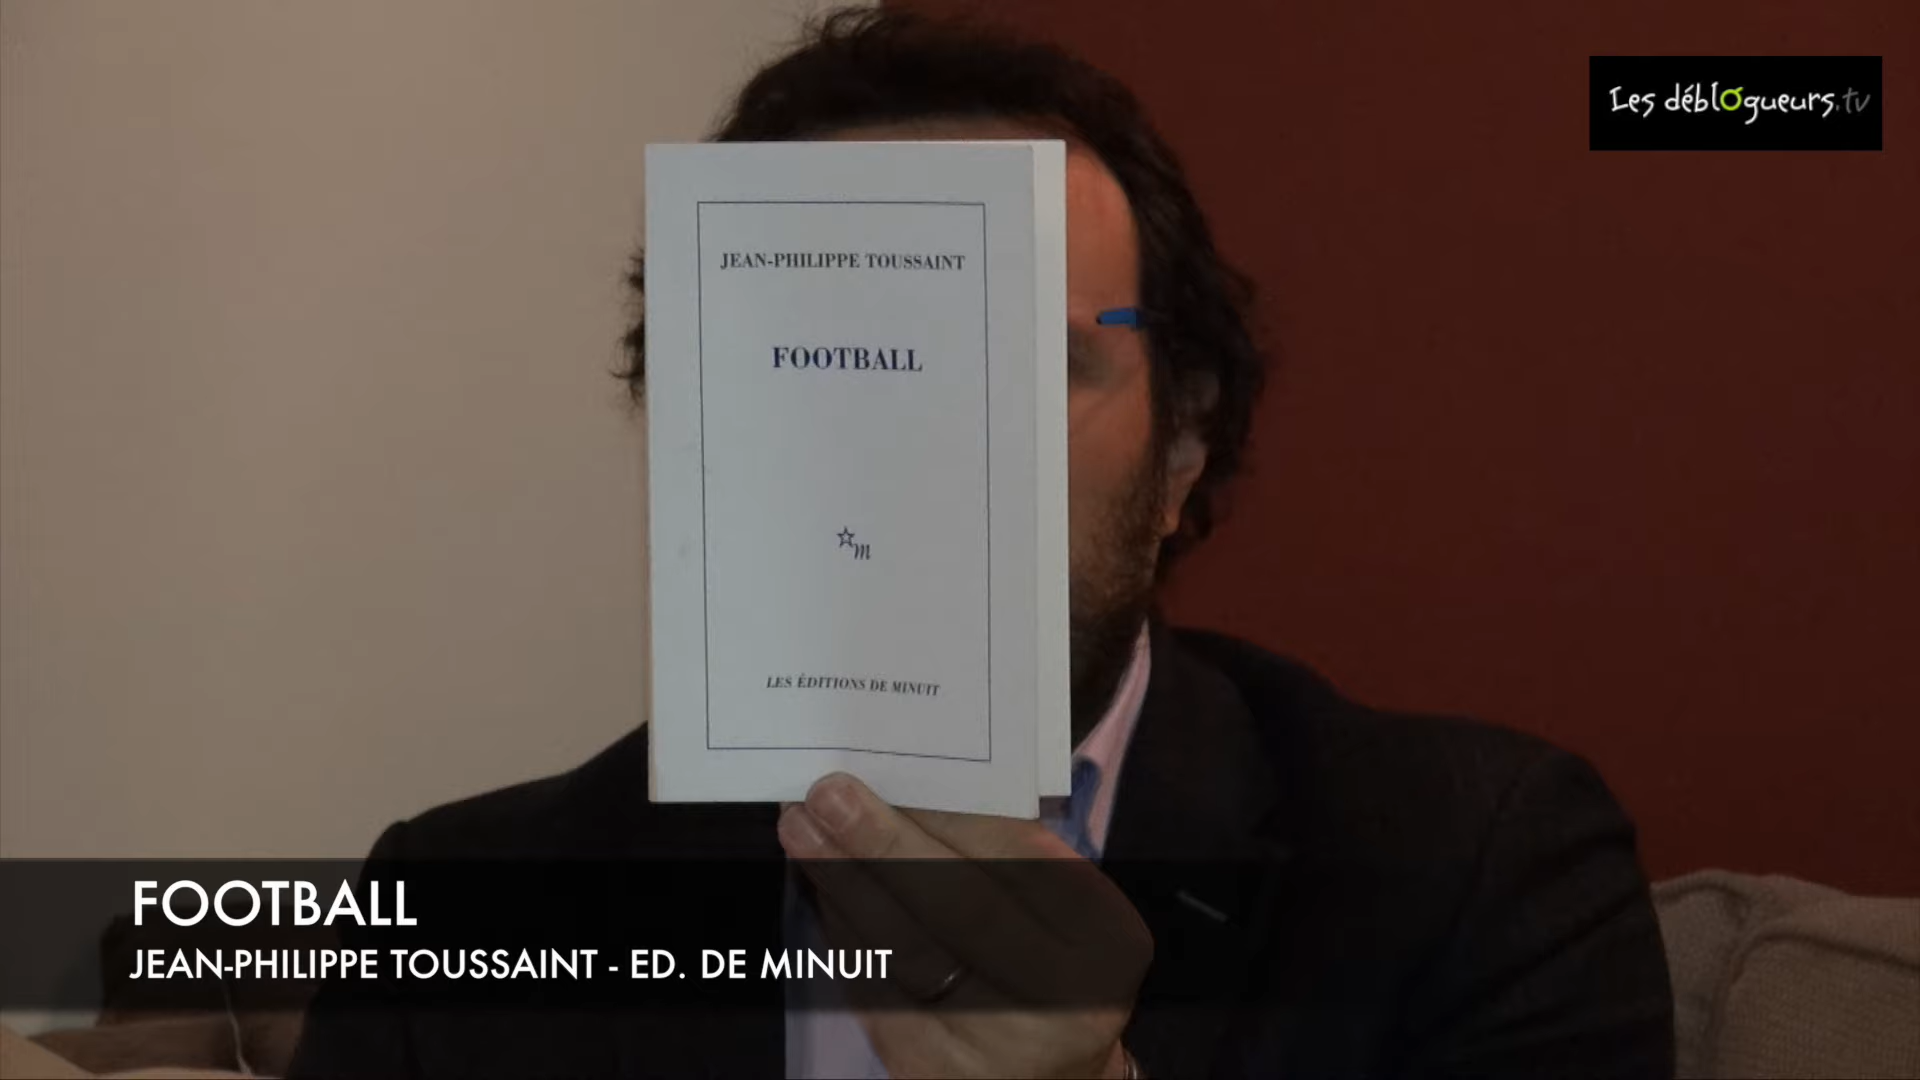 Les déblogueurs.tv
JEAN-PHILIPPE TOUSSAINT
FOOTBALL
m
LES ÉDITIONS DE MINUIT
FOOTBALL
JEAN-PHILIPPE TOUSSAINT - ED. DE MINUIT